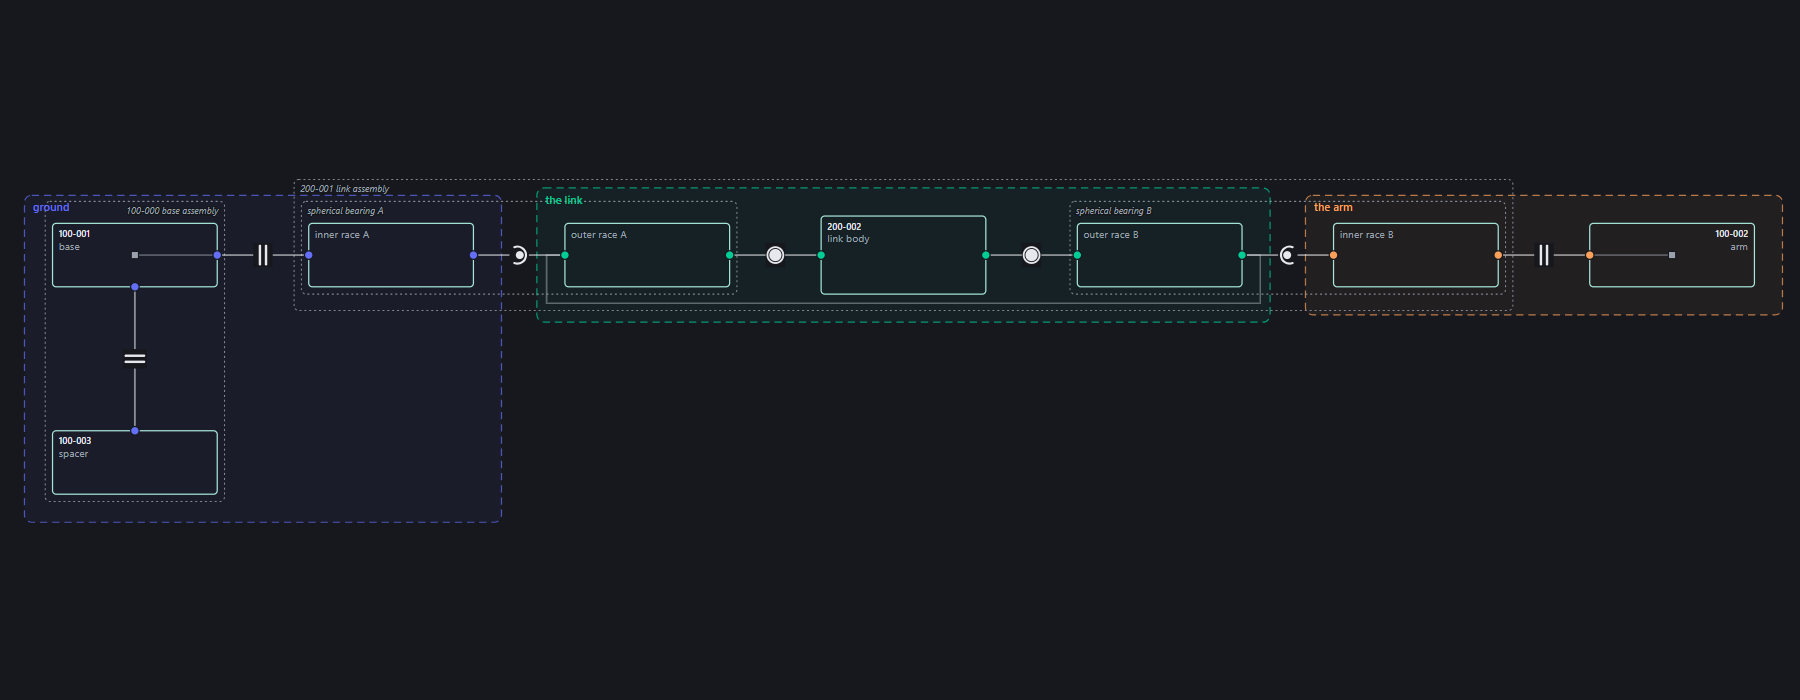 200-001 link assembly
ground
100-000 base assembly
spherical bearing A
the link
spherical bearing B
the arm
100-001
base
inner race A
outer race A
200-002
link body
outer race B
inner race B
100-002
arm
100-003
spacer